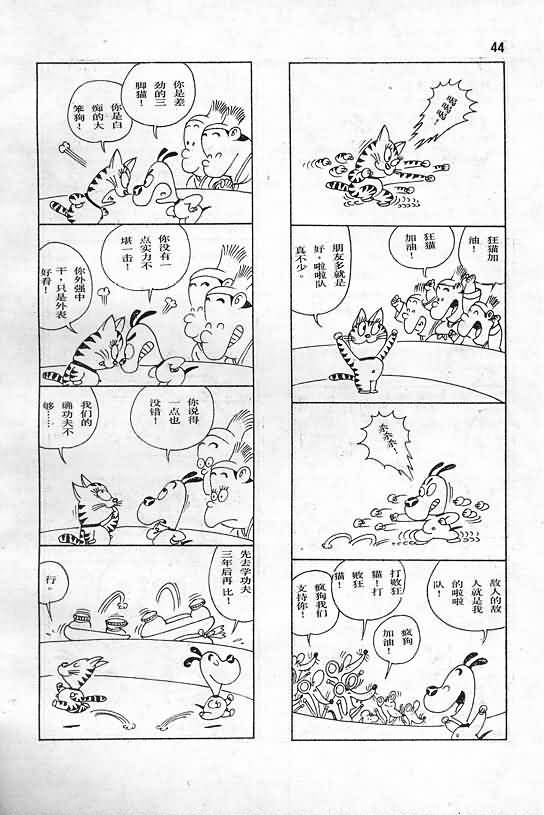 44
喝喝喝！
狂猫加
油！
狂猫
加油！
朋友多就是
好，啦啦队
真不少。
杀杀杀！
敌人的敌
人就是我
的啦啦
队！
打败狂
猫！打
败狂
猫！
疯狗
加油！
疯狗我们
支持你！
你是差
劲的三
脚猫！
你是白
痴的大
笨狗！
你没有一
点实力不
堪一击！
你外强中
干，只是外表
好看！
你说得
一点也
没错！
我们的
确功夫不
够……
先去学功夫
三年后再比！
行。